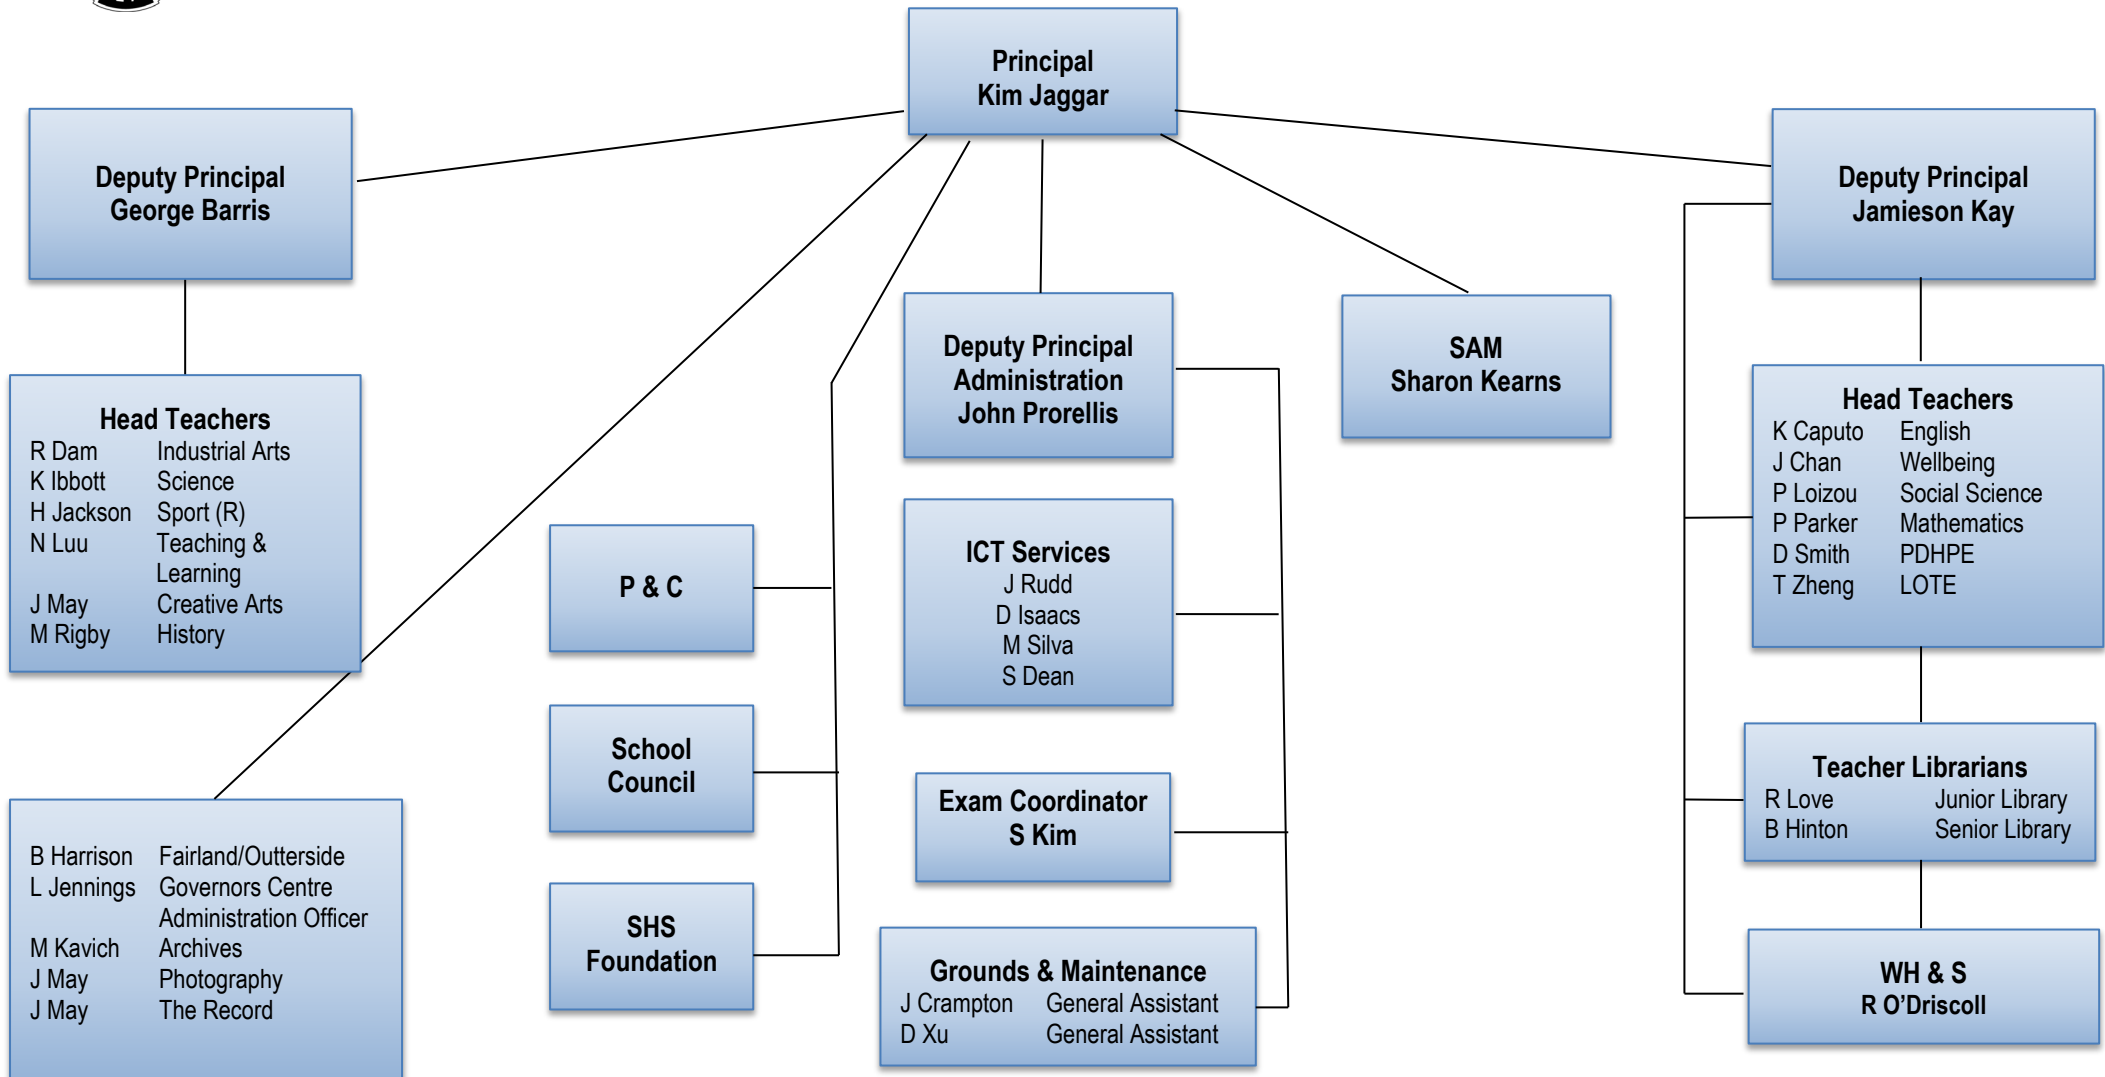 Principal
Kim Jaggar
Deputy Principal
George Barris
Deputy Principal
Jamieson Kay
Deputy Principal
Administration
John Prorellis
SAM
Sharon Kearns
Head Teachers
R Dam Industrial Arts
K Ibbott Science
H Jackson Sport (R)
N Luu Teaching &
Learning
J May Creative Arts
M Rigby History
Head Teachers
K Caputo English
J Chan Wellbeing
P Loizou Social Science
P Parker Mathematics
D Smith PDHPE
T Zheng LOTE
P & C
ICT Services
J Rudd
D Isaacs
M Silva
S Dean
School
Council
Teacher Librarians
R Love Junior Library
B Hinton Senior Library
Exam Coordinator
S Kim
B Harrison Fairland/Outterside
L Jennings Governors Centre
Administration Officer
M Kavich Archives
J May Photography
J May The Record
SHS
Foundation
Grounds & Maintenance
J Crampton General Assistant
D Xu General Assistant
WH & S
R O’Driscoll